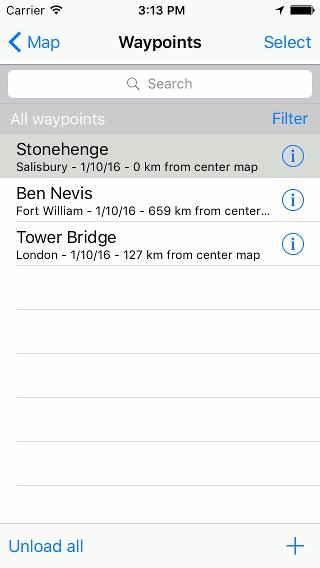 Carrier 3:13 PM
Map Waypoints Select
Search
All waypoints Filter
Stonehenge
Salisbury - 1/10/16 - 0 km from center map
Ben Nevis
Fort William - 1/10/16 - 659 km from center...
Tower Bridge
London - 1/10/16 - 127 km from center map
Unload all